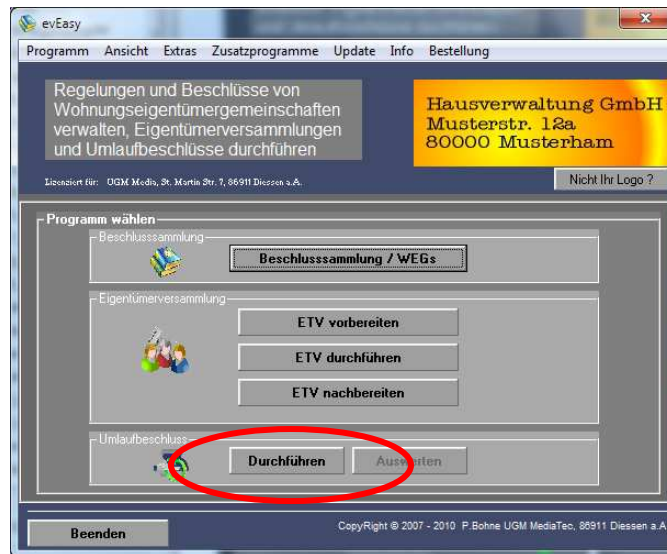 evEasy
Programm Ansicht Extras Zusatzprogramme Update Info Bestellung
Regelungen und Beschlüsse von
Wohnungseigentümergemeinschaften
verwalten, Eigentümerversammlungen
und Umlaufbeschlüsse durchführen
Hausverwaltung GmbH
Musterstr. 12a
80000 Musterham
Lizenziert für: UGM Media, St. Martin Str. 7, 86911 Diessen a.A.
Nicht Ihr Logo ?
Programm wählen
Beschlusssammlung
Beschlusssammlung / WEGs
Eigentümerversammlung
ETV vorbereiten
ETV durchführen
ETV nachbereiten
Umlaufbeschluss
Durchführen Auswerten
Beenden
CopyRight © 2007 - 2010 P.Bohne UGM MediaTec, 86911 Diessen a.A